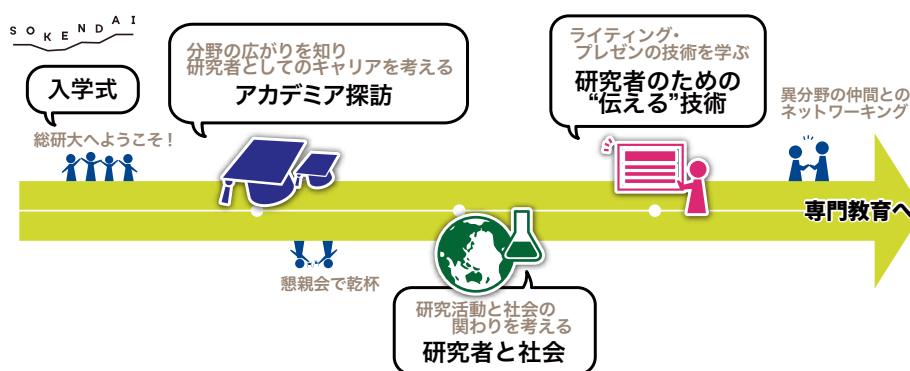 SOKENDAI
入学式
総研大へようこそ！
分野の広がりを知り
研究者としてのキャリアを考える
アカデミア探訪
懇親会で乾杯
研究活動と社会の
関わりを考える
研究者と社会
ライティング・
プレゼンの技術を学ぶ
研究者のための
“伝える”技術
異分野の仲間との
ネットワーキング
専門教育へ